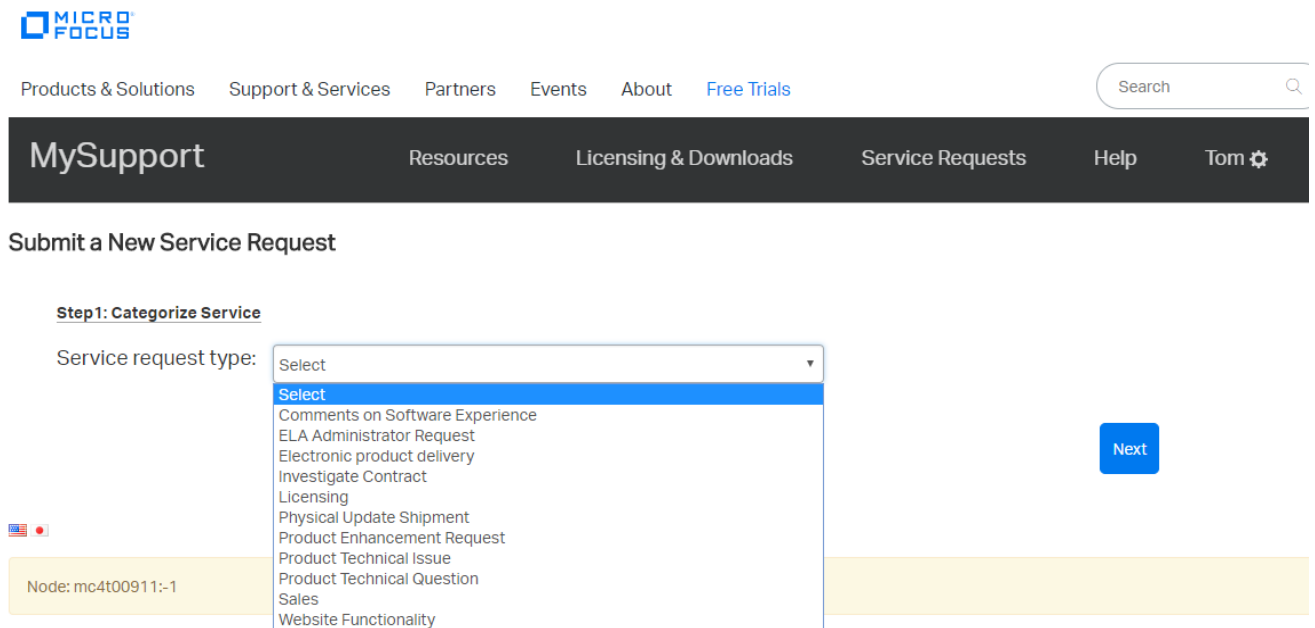 MICRO
FOCUS
Products & Solutions Support & Services Partners Events About Free Trials Search
MySupport Resources Licensing & Downloads Service Requests Help Tom
Submit a New Service Request
Step1: Categorize Service
Service request type: Select
Select
Comments on Software Experience
ELA Administrator Request
Electronic product delivery
Investigate Contract
Licensing
Physical Update Shipment
Product Enhancement Request
Product Technical Issue
Product Technical Question
Sales
Website Functionality
Next
Node: mc4t00911:-1